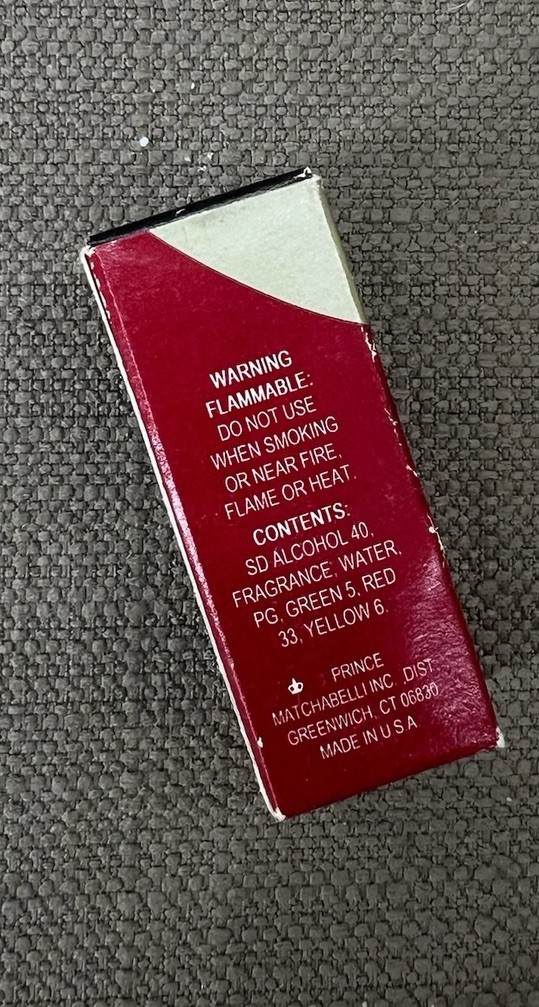 WARNING
FLAMMABLE:
DO NOT USE
WHEN SMOKING
OR NEAR FIRE,
FLAME OR HEAT.
CONTENTS:
SD ALCOHOL 40,
FRAGRANCE, WATER,
PG, GREEN 5, RED
33, YELLOW 6.
PRINCE
MATCHABELLI INC., DIST.
GREENWICH, CT 06830
MADE IN U S A